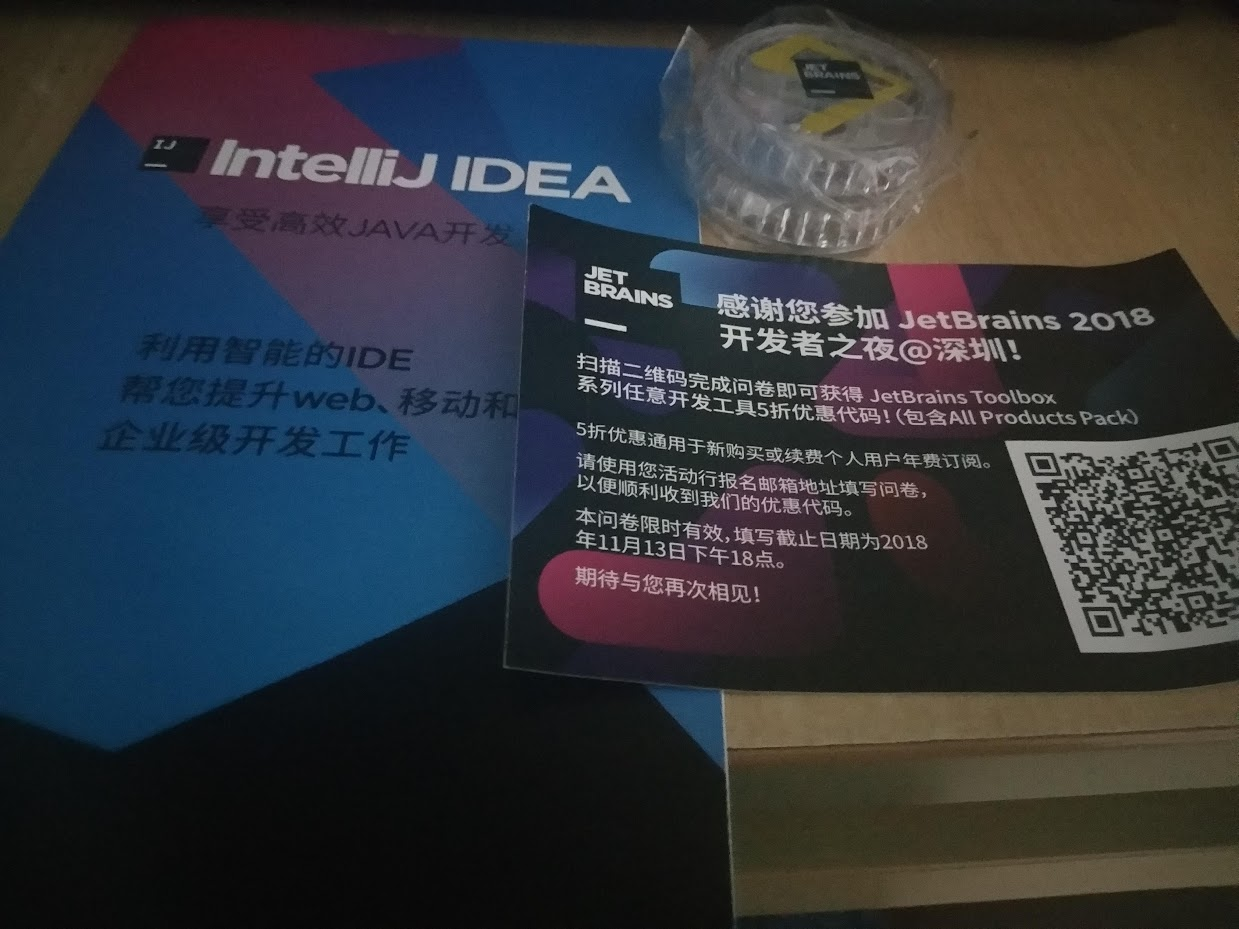 IJ
IntelliJ IDEA
享受高效JAVA开发
利用智能的IDE
帮您提升web、移动和
企业级开发工作
JET
BRAINS
JET
BRAINS
感谢您参加 JetBrains 2018
开发者之夜@深圳！
扫描二维码完成问卷即可获得 JetBrains Toolbox
系列任意开发工具5折优惠代码！（包含All Products Pack）
5折优惠通用于新购买或续费个人用户年费订阅。
请使用您活动行报名邮箱地址填写问卷，
以便顺利收到我们的优惠代码。
本问卷限时有效，填写截止日期为2018
年11月13日下午18点。
期待与您再次相见！